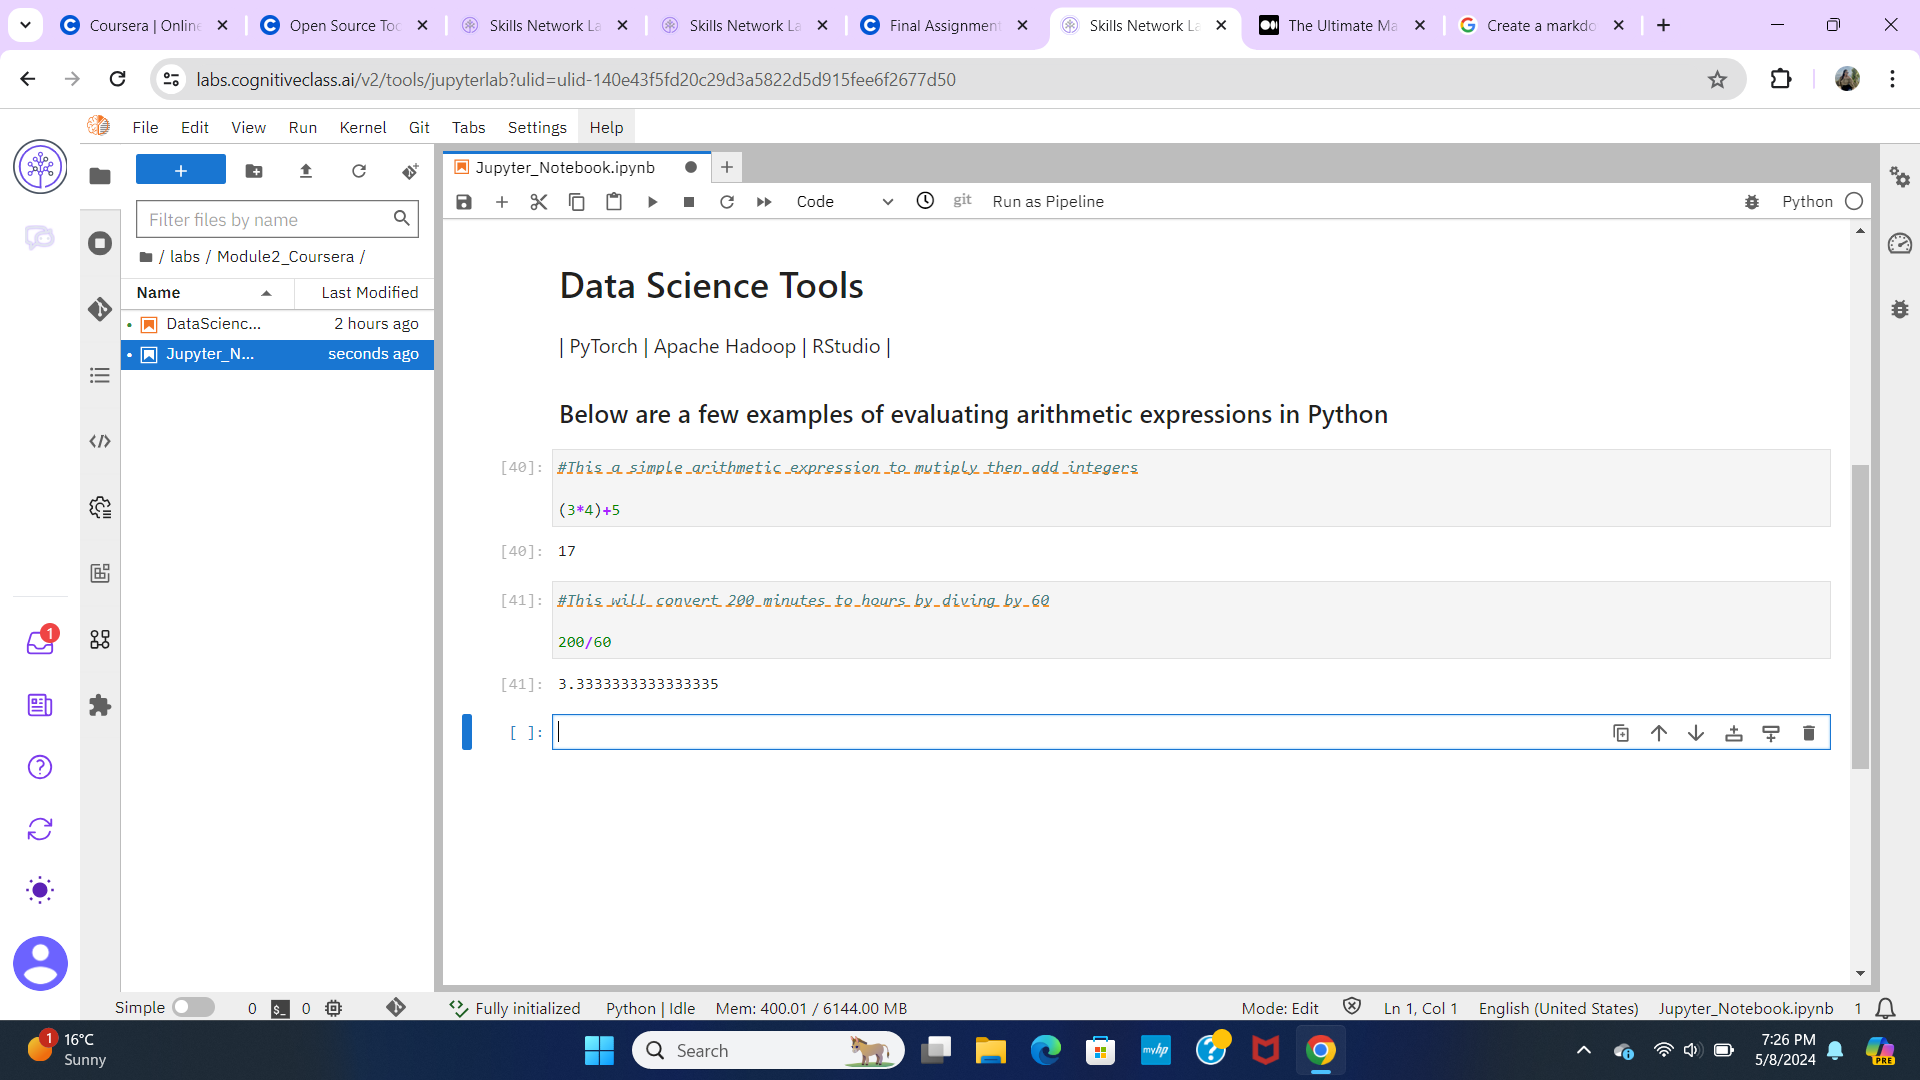 Coursera | Online
Open Source Too
Skills Network La
Skills Network La
Final Assignment
Skills Network La
The Ultimate Ma
Create a markdo
labs.cognitiveclass.ai/v2/tools/jupyterlab?ulid=ulid-140e43f5fd20c29d3a5822d5d915fee6f2677d50
File Edit View Run Kernel Git Tabs Settings Help
Jupyter_Notebook.ipynb
Code
git
Run as Pipeline
Python
Filter files by name
/ labs / Module2_Coursera /
Name Last Modified
DataScienc... 2 hours ago
Jupyter_N... seconds ago
Data Science Tools
| PyTorch | Apache Hadoop | RStudio |
Below are a few examples of evaluating arithmetic expressions in Python
[40]: #This a simple arithmetic expression to mutiply then add integers
(3*4)+5
[40]: 17
[41]: #This will convert 200 minutes to hours by diving by 60
200/60
[41]: 3.3333333333333335
[ ]:
1
Simple 0 $_ 0 Fully initialized Python | Idle Mem: 400.01 / 6144.00 MB Mode: Edit Ln 1, Col 1 English (United States) Jupyter_Notebook.ipynb 1
1
16°C
Sunny
Search
myhp
7:26 PM
5/8/2024
PRE